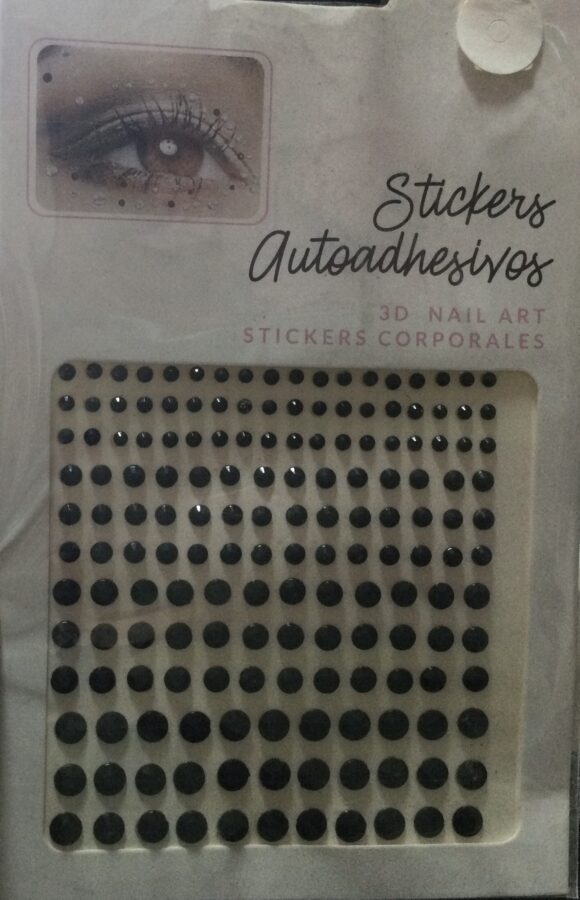 Stickers
Autoadhesivos
3D NAIL ART
STICKERS CORPORALES